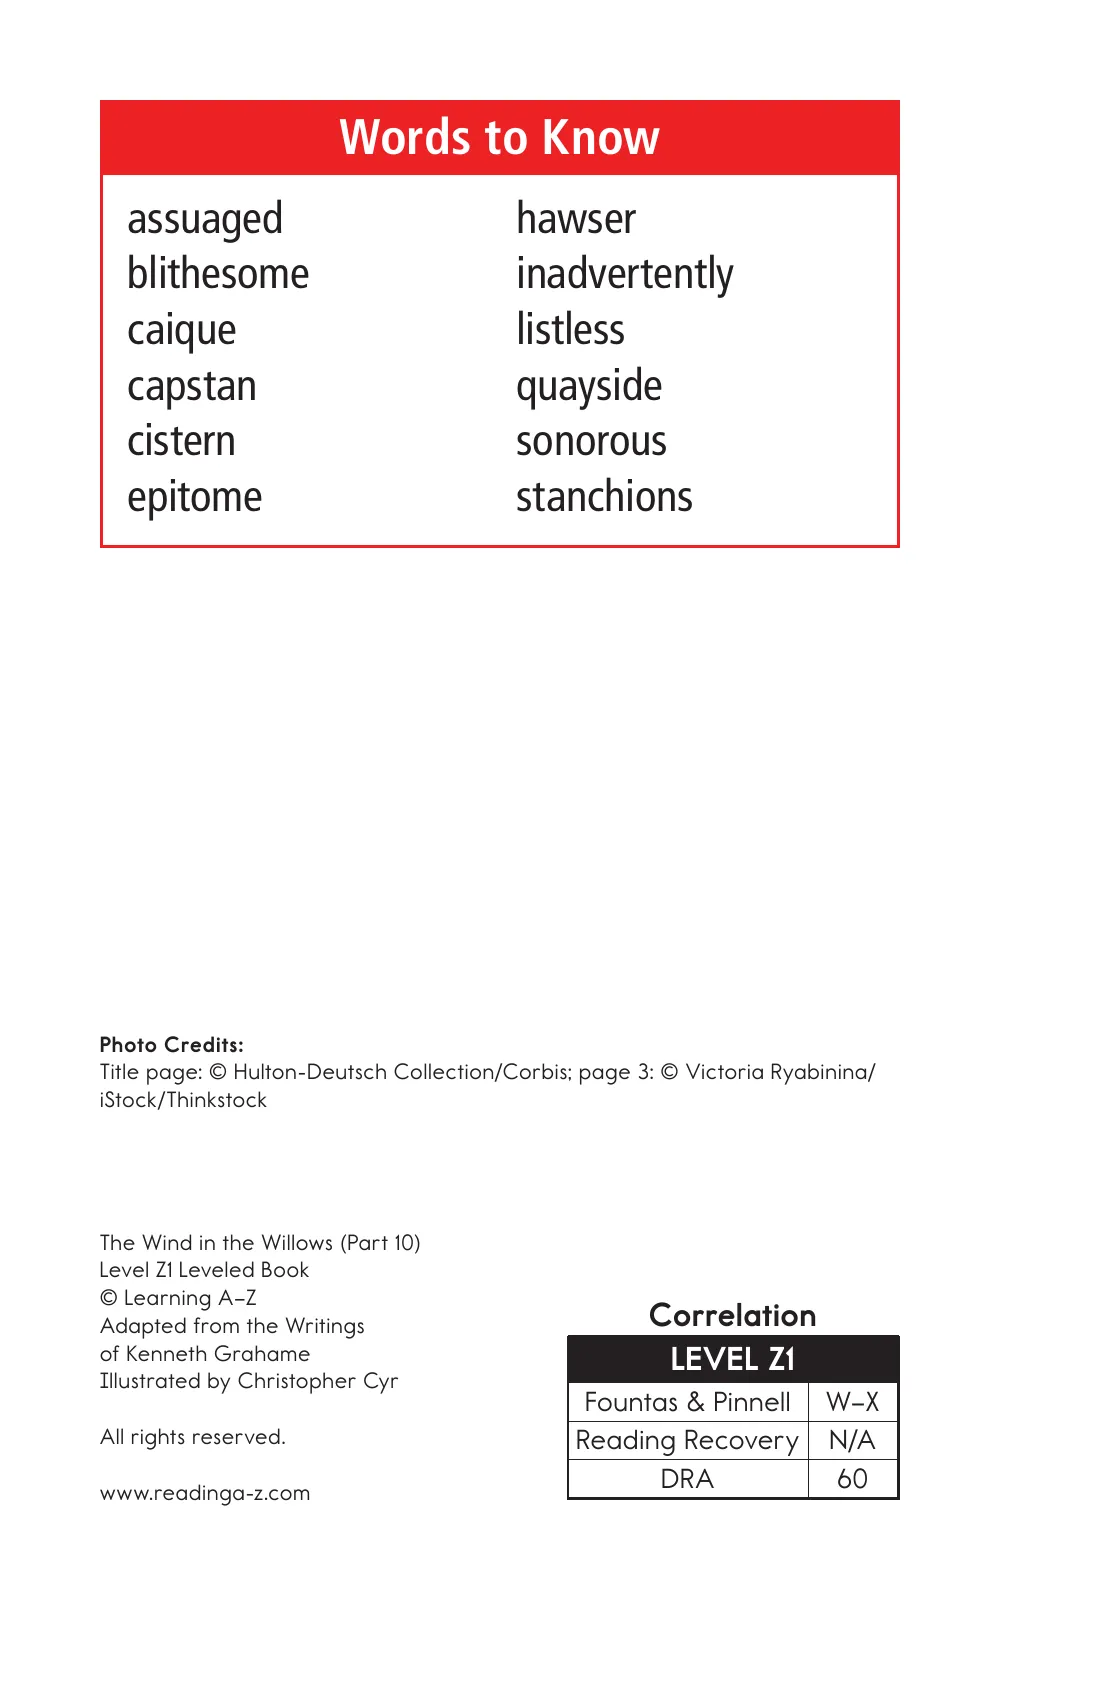 Words to Know
assuaged
blithesome
caique
capstan
cistern
epitome
hawser
inadvertently
listless
quayside
sonorous
stanchions
Photo Credits:
Title page: © Hulton-Deutsch Collection/Corbis; page 3: © Victoria Ryabinina/
iStock/Thinkstock
The Wind in the Willows (Part 10)
Level Z1 Leveled Book
© Learning A–Z
Adapted from the Writings
of Kenneth Grahame
Illustrated by Christopher Cyr
All rights reserved.
www.readinga-z.com
Correlation
LEVEL Z1
Fountas & Pinnell W–X
Reading Recovery N/A
DRA 60